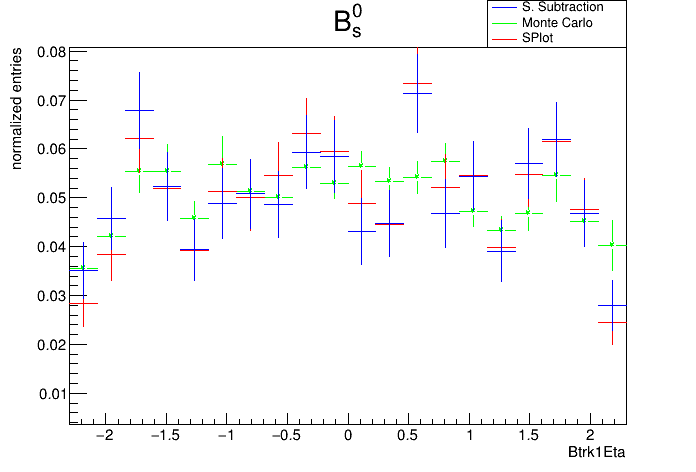 B⁰ₛ
S. Subtraction
Monte Carlo
SPlot
normalized entries
0.08
0.07
0.06
0.05
0.04
0.03
0.02
0.01
−2 −1.5 −1 −0.5 0 0.5 1 1.5 2
Btrk1Eta